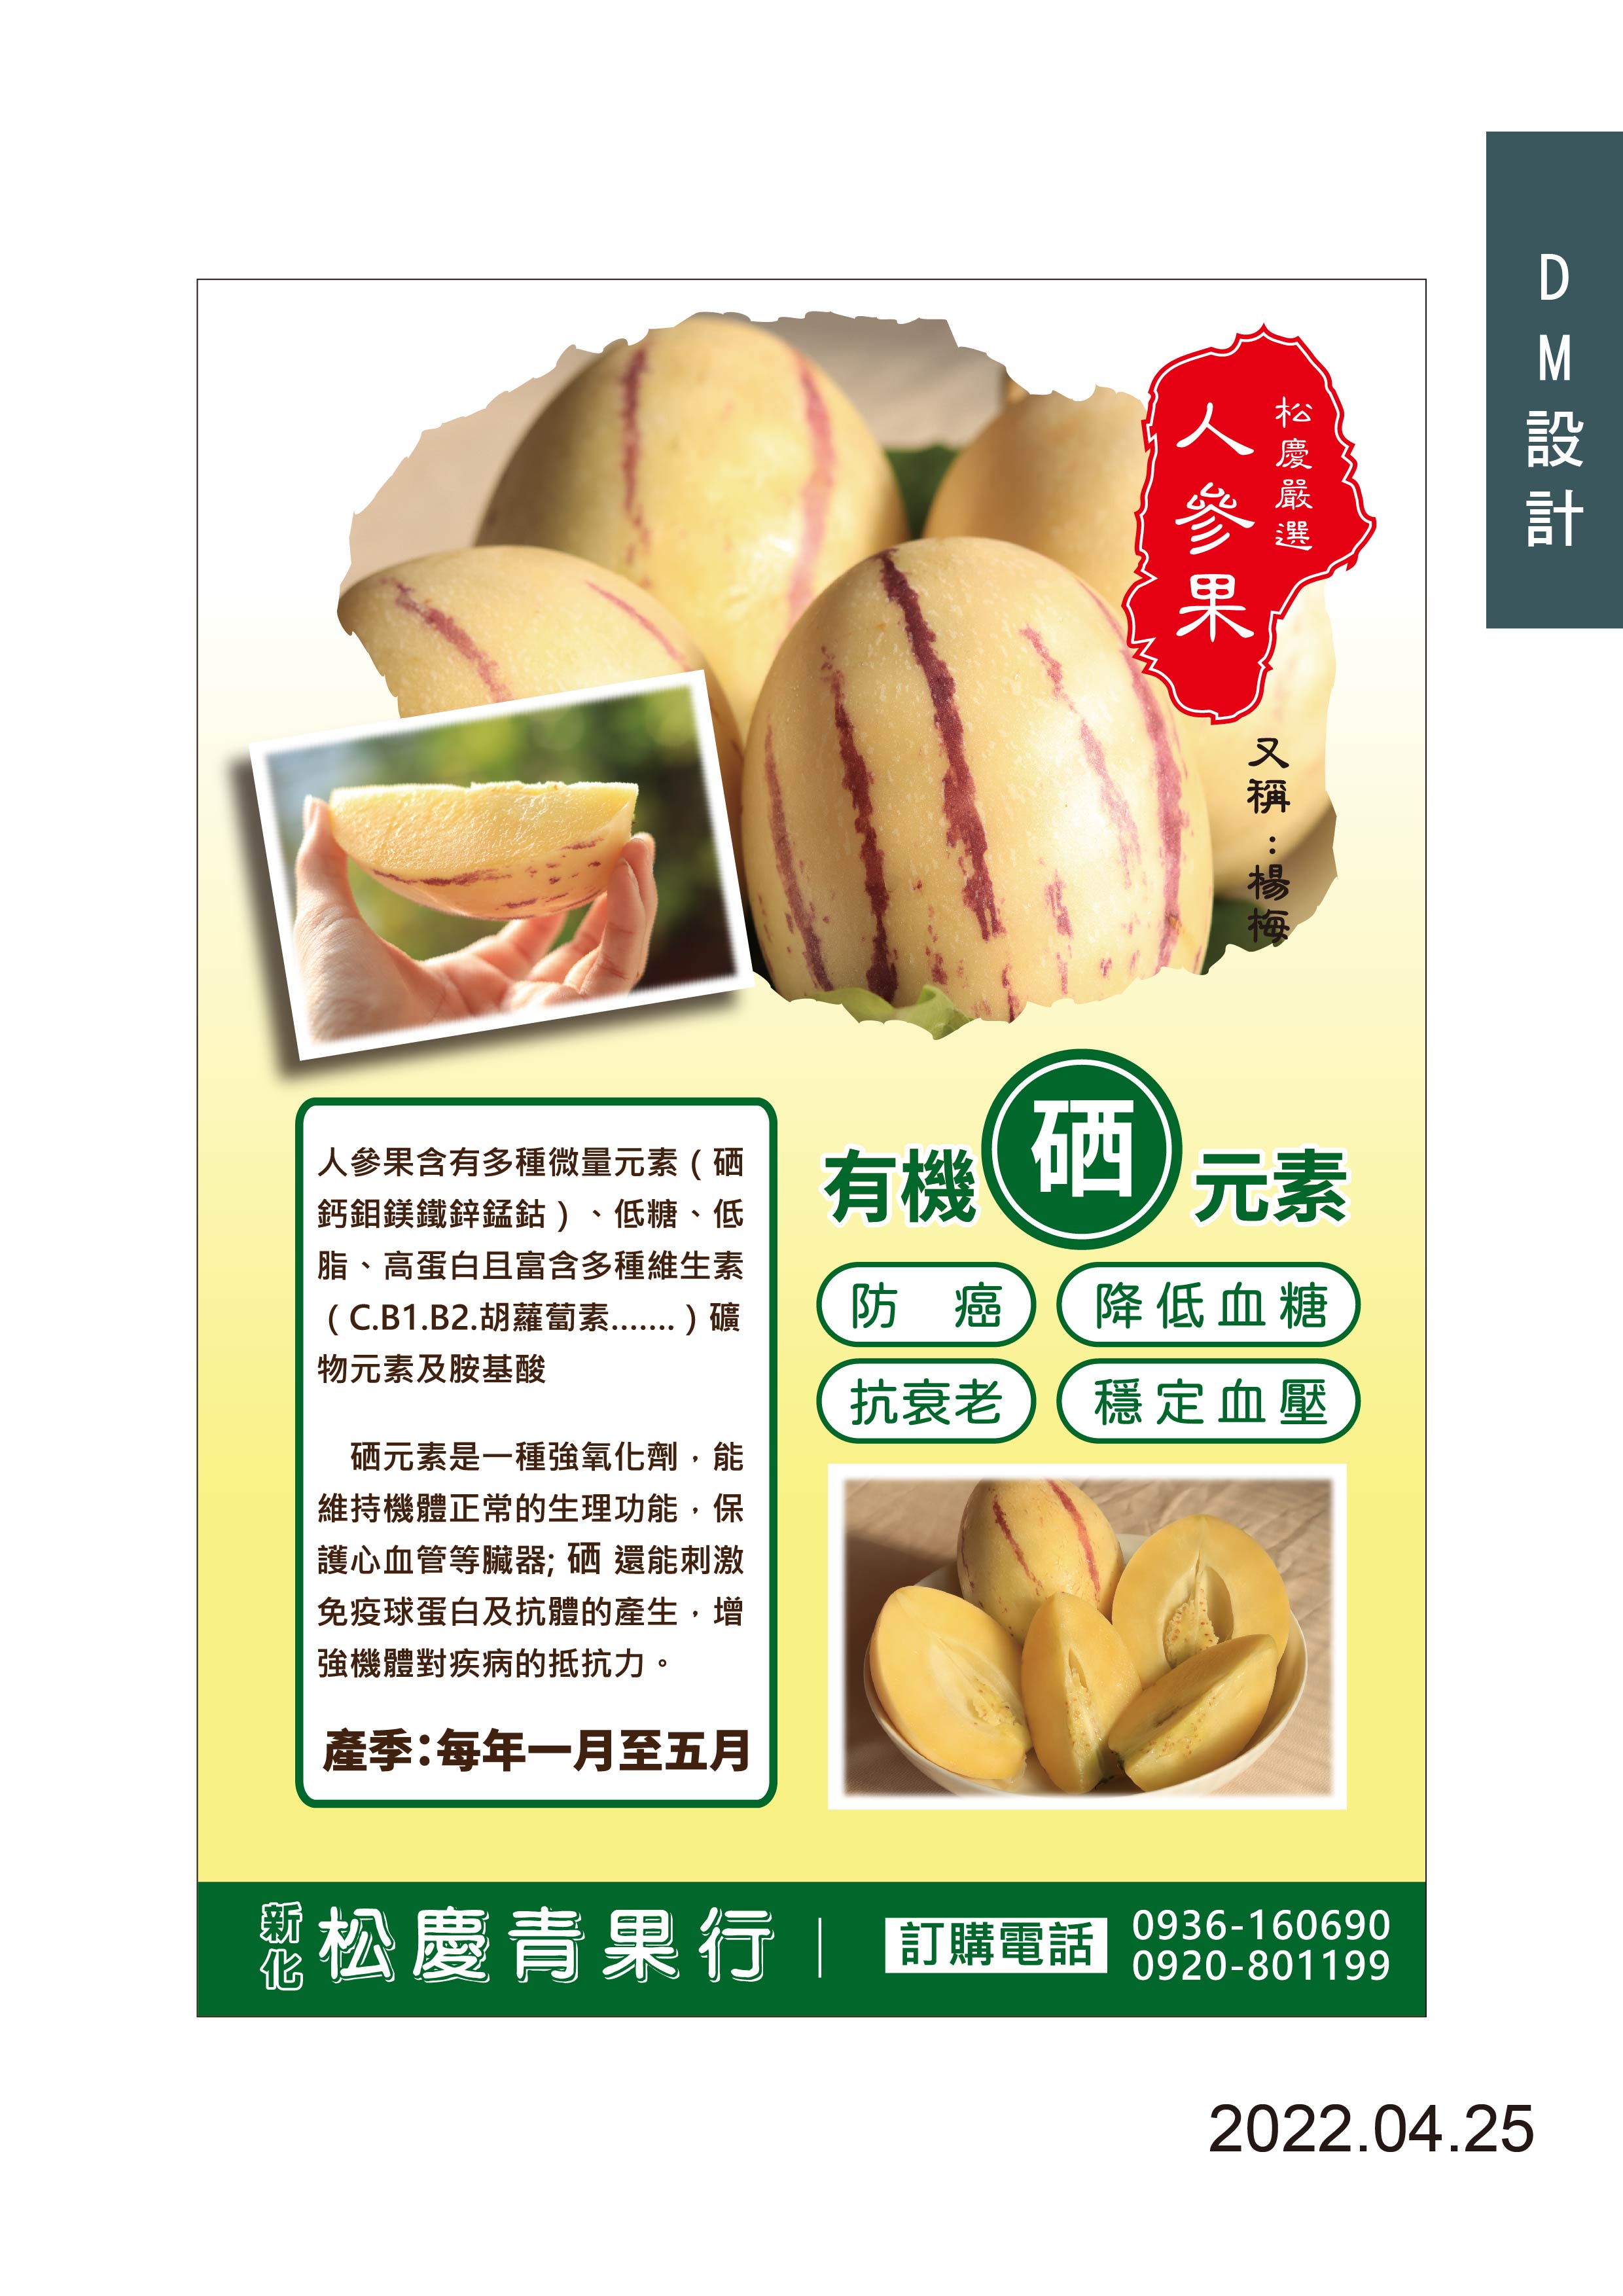 DM設計
松慶嚴選
人參果
又稱：楊梅
有機硒元素
防 癌
降低血糖
抗衰老
穩定血壓
人參果含有多種微量元素（硒
鈣鉬鎂鐵鋅錳鈷）、低糖、低
脂、高蛋白且富含多種維生素
（C.B1.B2.胡蘿蔔素.......）礦
物元素及胺基酸
硒元素是一種強氧化劑，能
維持機體正常的生理功能，保
護心血管等臟器; 硒 還能刺激
免疫球蛋白及抗體的產生，增
強機體對疾病的抵抗力。
產季：每年一月至五月
新化 松慶青果行
訂購電話
0936-160690
0920-801199
2022.04.25